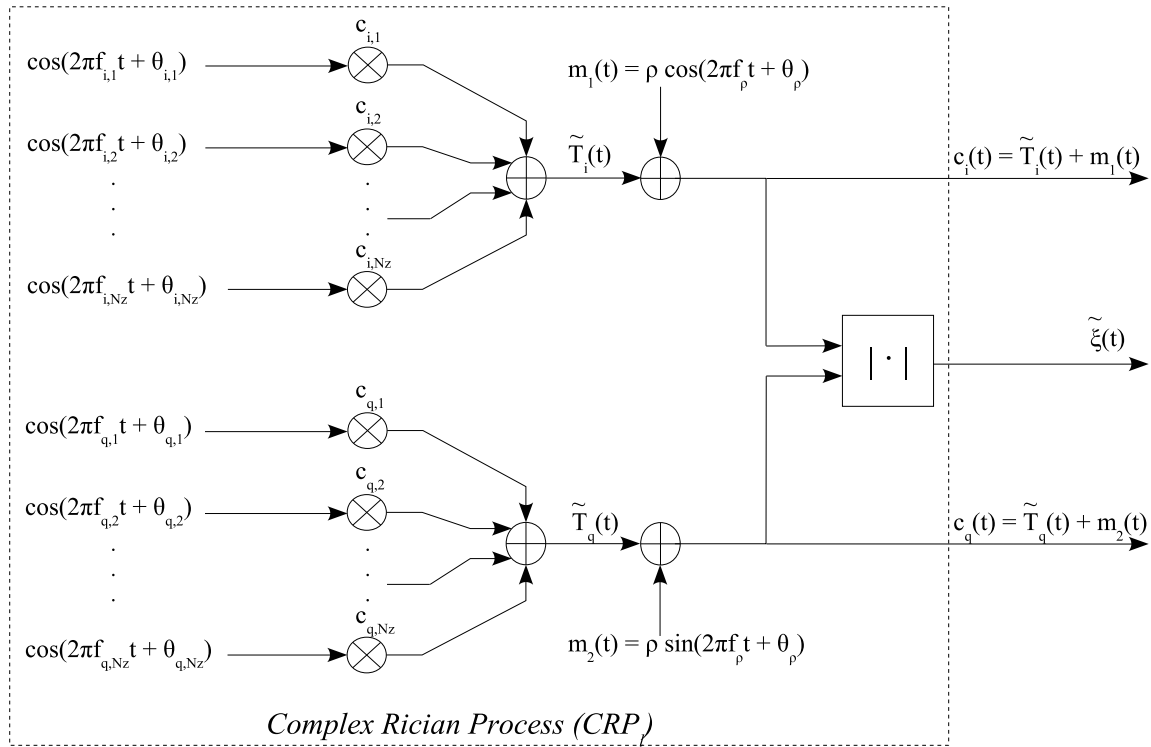 c_{i,1}
cos(2πf_{i,1}t + θ_{i,1})
m_1(t) = ρ cos(2πf_ρt + θ_ρ)
c_{i,2}
cos(2πf_{i,2}t + θ_{i,2})
T̃_i(t)
c_i(t) = T̃_i(t) + m_1(t)
c_{i,Nz}
cos(2πf_{i,Nz}t + θ_{i,Nz})
ξ̃(t)
| · |
c_{q,1}
cos(2πf_{q,1}t + θ_{q,1})
c_{q,2}
cos(2πf_{q,2}t + θ_{q,2})
T̃_q(t)
c_q(t) = T̃_q(t) + m_2(t)
c_{q,Nz}
cos(2πf_{q,Nz}t + θ_{q,Nz})
m_2(t) = ρ sin(2πf_ρt + θ_ρ)
Complex Rician Process (CRP_l)